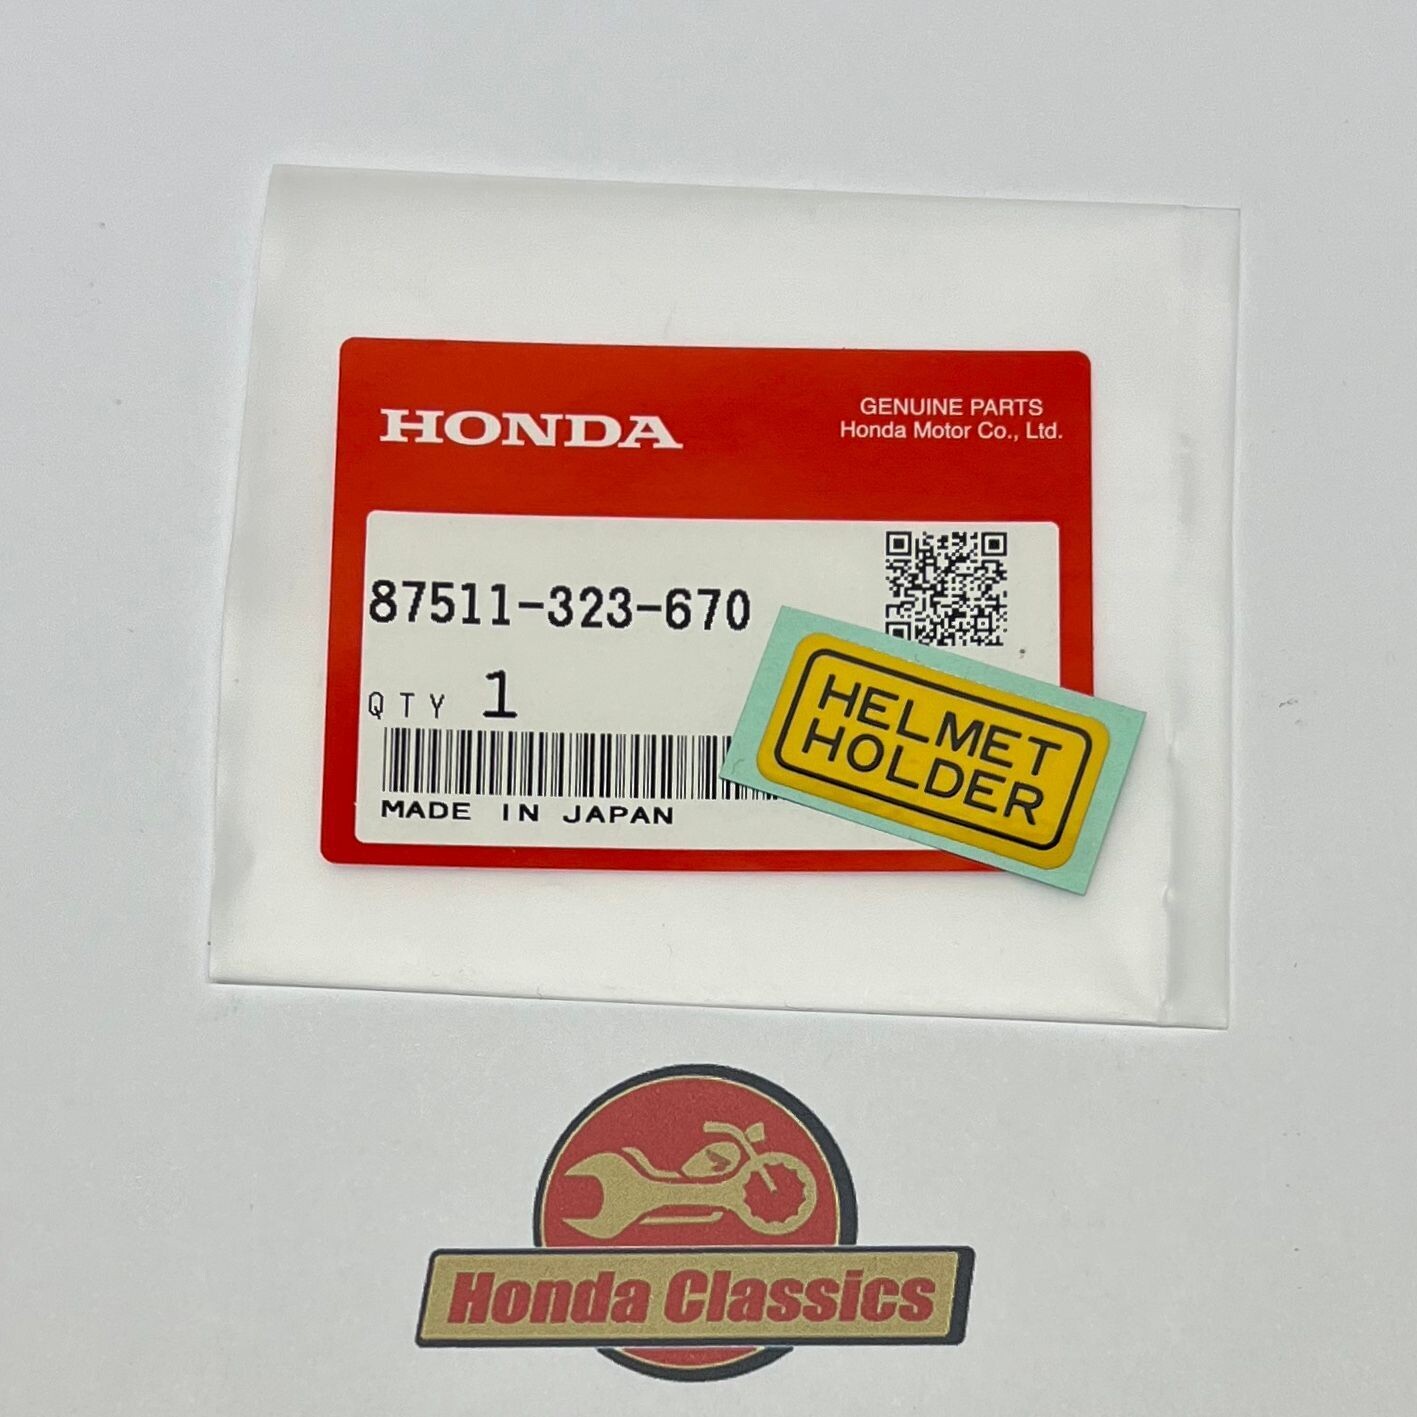 HONDA
GENUINE PARTS
Honda Motor Co., Ltd.
87511-323-670
QTY 1
MADE IN JAPAN
HELMET
HOLDER
Honda Classics